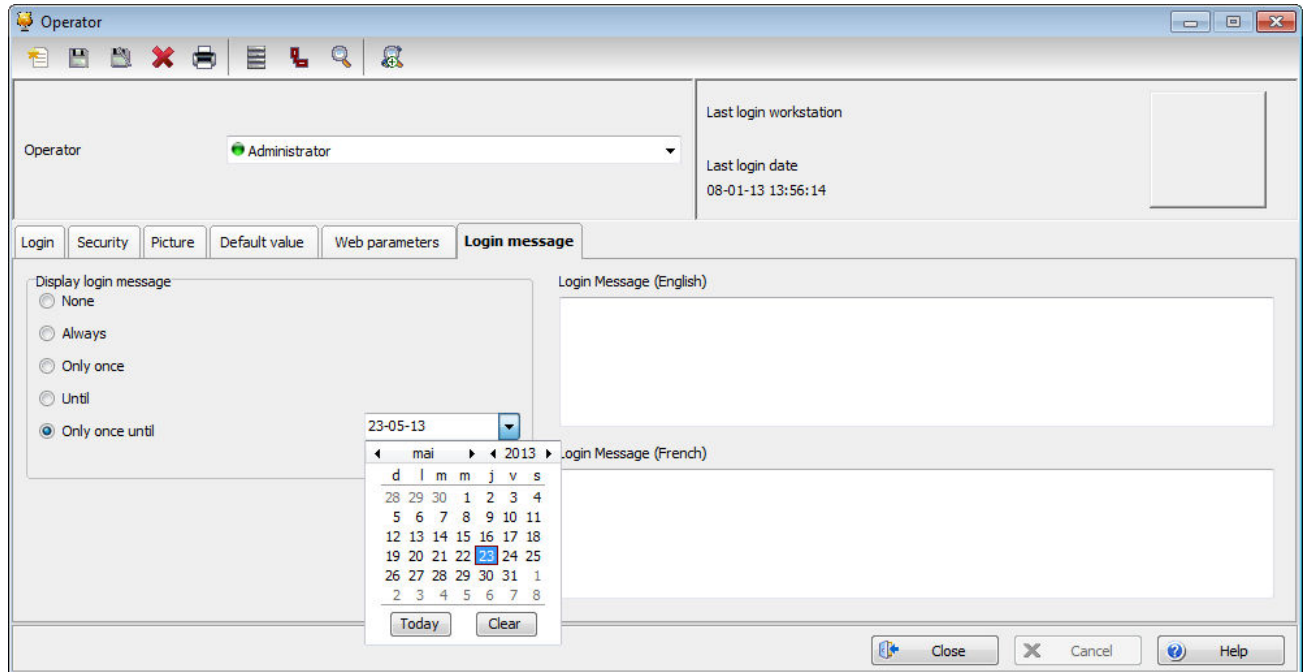 Operator
Operator
Administrator
Last login workstation
Last login date
08-01-13 13:56:14
Login Security Picture Default value Web parameters Login message
Display login message
None
Always
Only once
Until
Only once until
23-05-13
mai 2013
d l m m j v s
28 29 30 1 2 3 4
5 6 7 8 9 10 11
12 13 14 15 16 17 18
19 20 21 22 23 24 25
26 27 28 29 30 31 1
2 3 4 5 6 7 8
Today Clear
Login Message (English)
Login Message (French)
Close Cancel Help